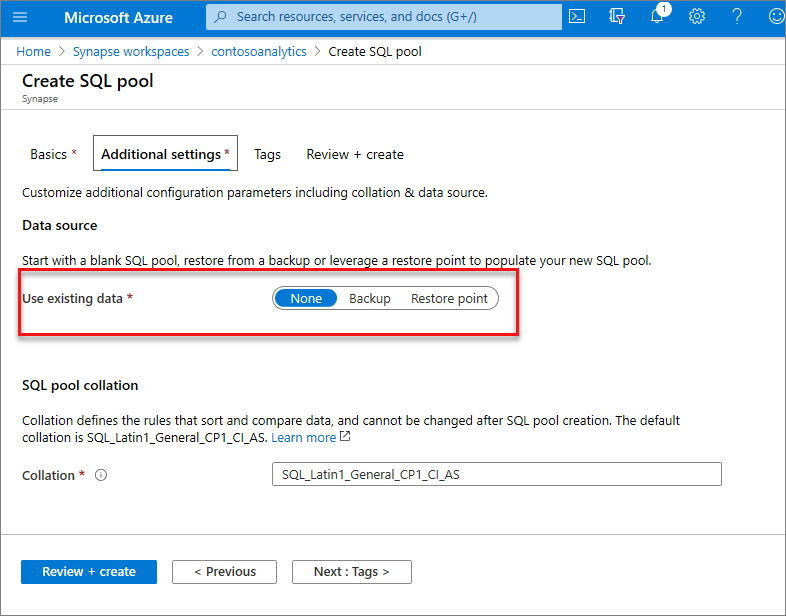 Microsoft Azure
Search resources, services, and docs (G+/)
1
Home > Synapse workspaces > contosoanalytics > Create SQL pool
Create SQL pool
Synapse
Basics *
Additional settings *
Tags
Review + create
Customize additional configuration parameters including collation & data source.
Data source
Start with a blank SQL pool, restore from a backup or leverage a restore point to populate your new SQL pool.
Use existing data *
None
Backup
Restore point
SQL pool collation
Collation defines the rules that sort and compare data, and cannot be changed after SQL pool creation. The default
collation is SQL_Latin1_General_CP1_CI_AS. Learn more
Collation *
SQL_Latin1_General_CP1_CI_AS
Review + create
< Previous
Next : Tags >